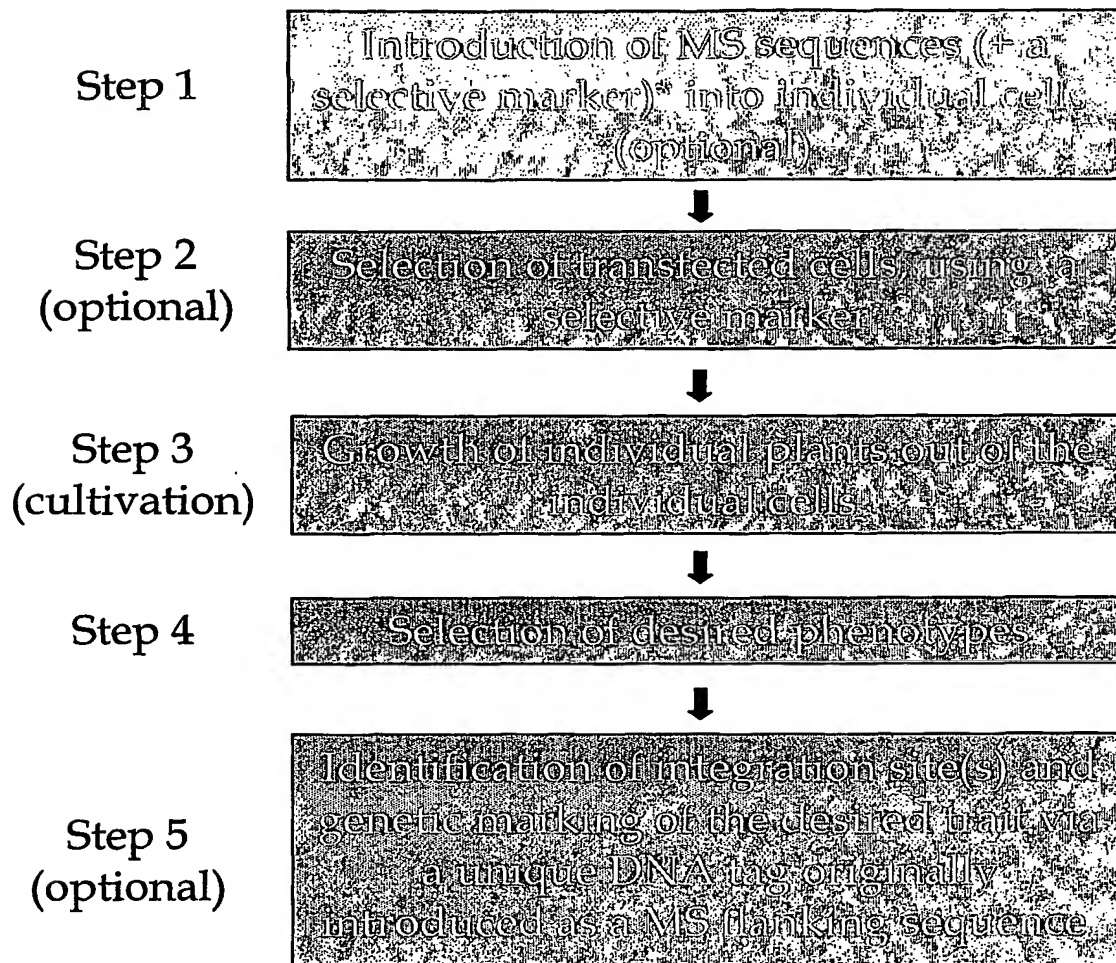 Step 1
Introduction of MS sequences (+ a
selective marker)* into individual cells
(optional)
Step 2
(optional)
Selection of transfected cells, using a
selective marker
Step 3
(cultivation)
Growth of individual plants out of the
individual cells
Step 4
Selection of desired phenotypes
Step 5
(optional)
Identification of integration site(s) and
genetic marking of the desired trait via
a unique DNA tag originally
introduced as a MS flanking sequence